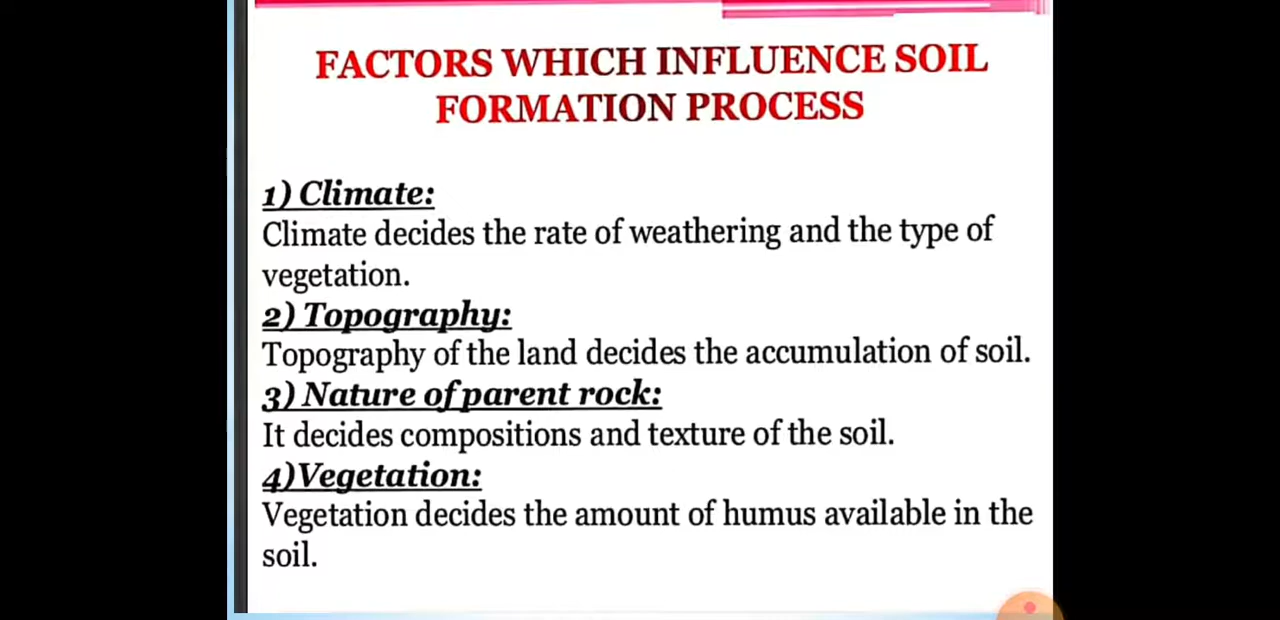 FACTORS WHICH INFLUENCE SOIL
FORMATION PROCESS
1) Climate:
Climate decides the rate of weathering and the type of
vegetation.
2) Topography:
Topography of the land decides the accumulation of soil.
3) Nature of parent rock:
It decides compositions and texture of the soil.
4)Vegetation:
Vegetation decides the amount of humus available in the
soil.